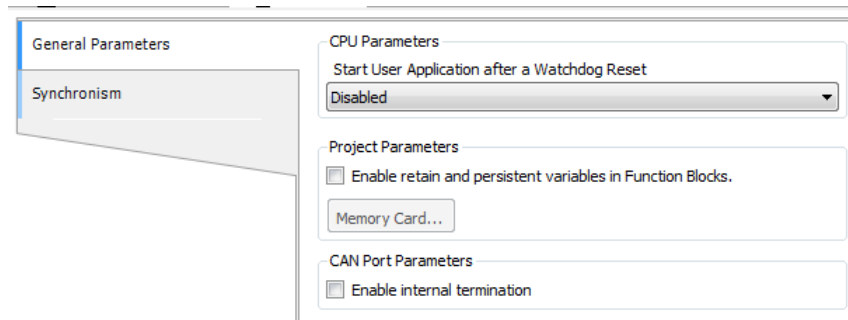 General Parameters
Synchronism
CPU Parameters
Start User Application after a Watchdog Reset
Disabled
Project Parameters
Enable retain and persistent variables in Function Blocks.
Memory Card...
CAN Port Parameters
Enable internal termination